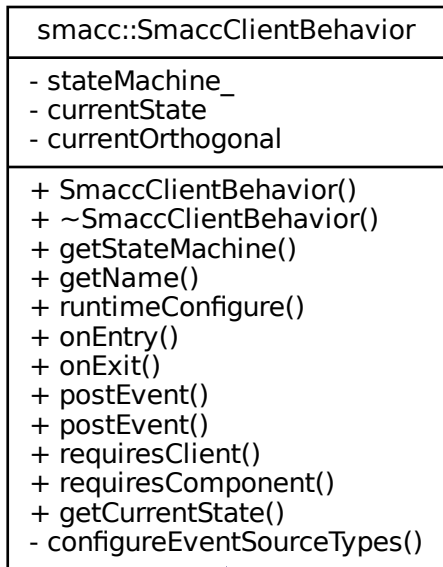 smacc::SmaccClientBehavior
- stateMachine_
- currentState
- currentOrthogonal
+ SmaccClientBehavior()
+ ~SmaccClientBehavior()
+ getStateMachine()
+ getName()
+ runtimeConfigure()
+ onEntry()
+ onExit()
+ postEvent()
+ postEvent()
+ requiresClient()
+ requiresComponent()
+ getCurrentState()
- configureEventSourceTypes()